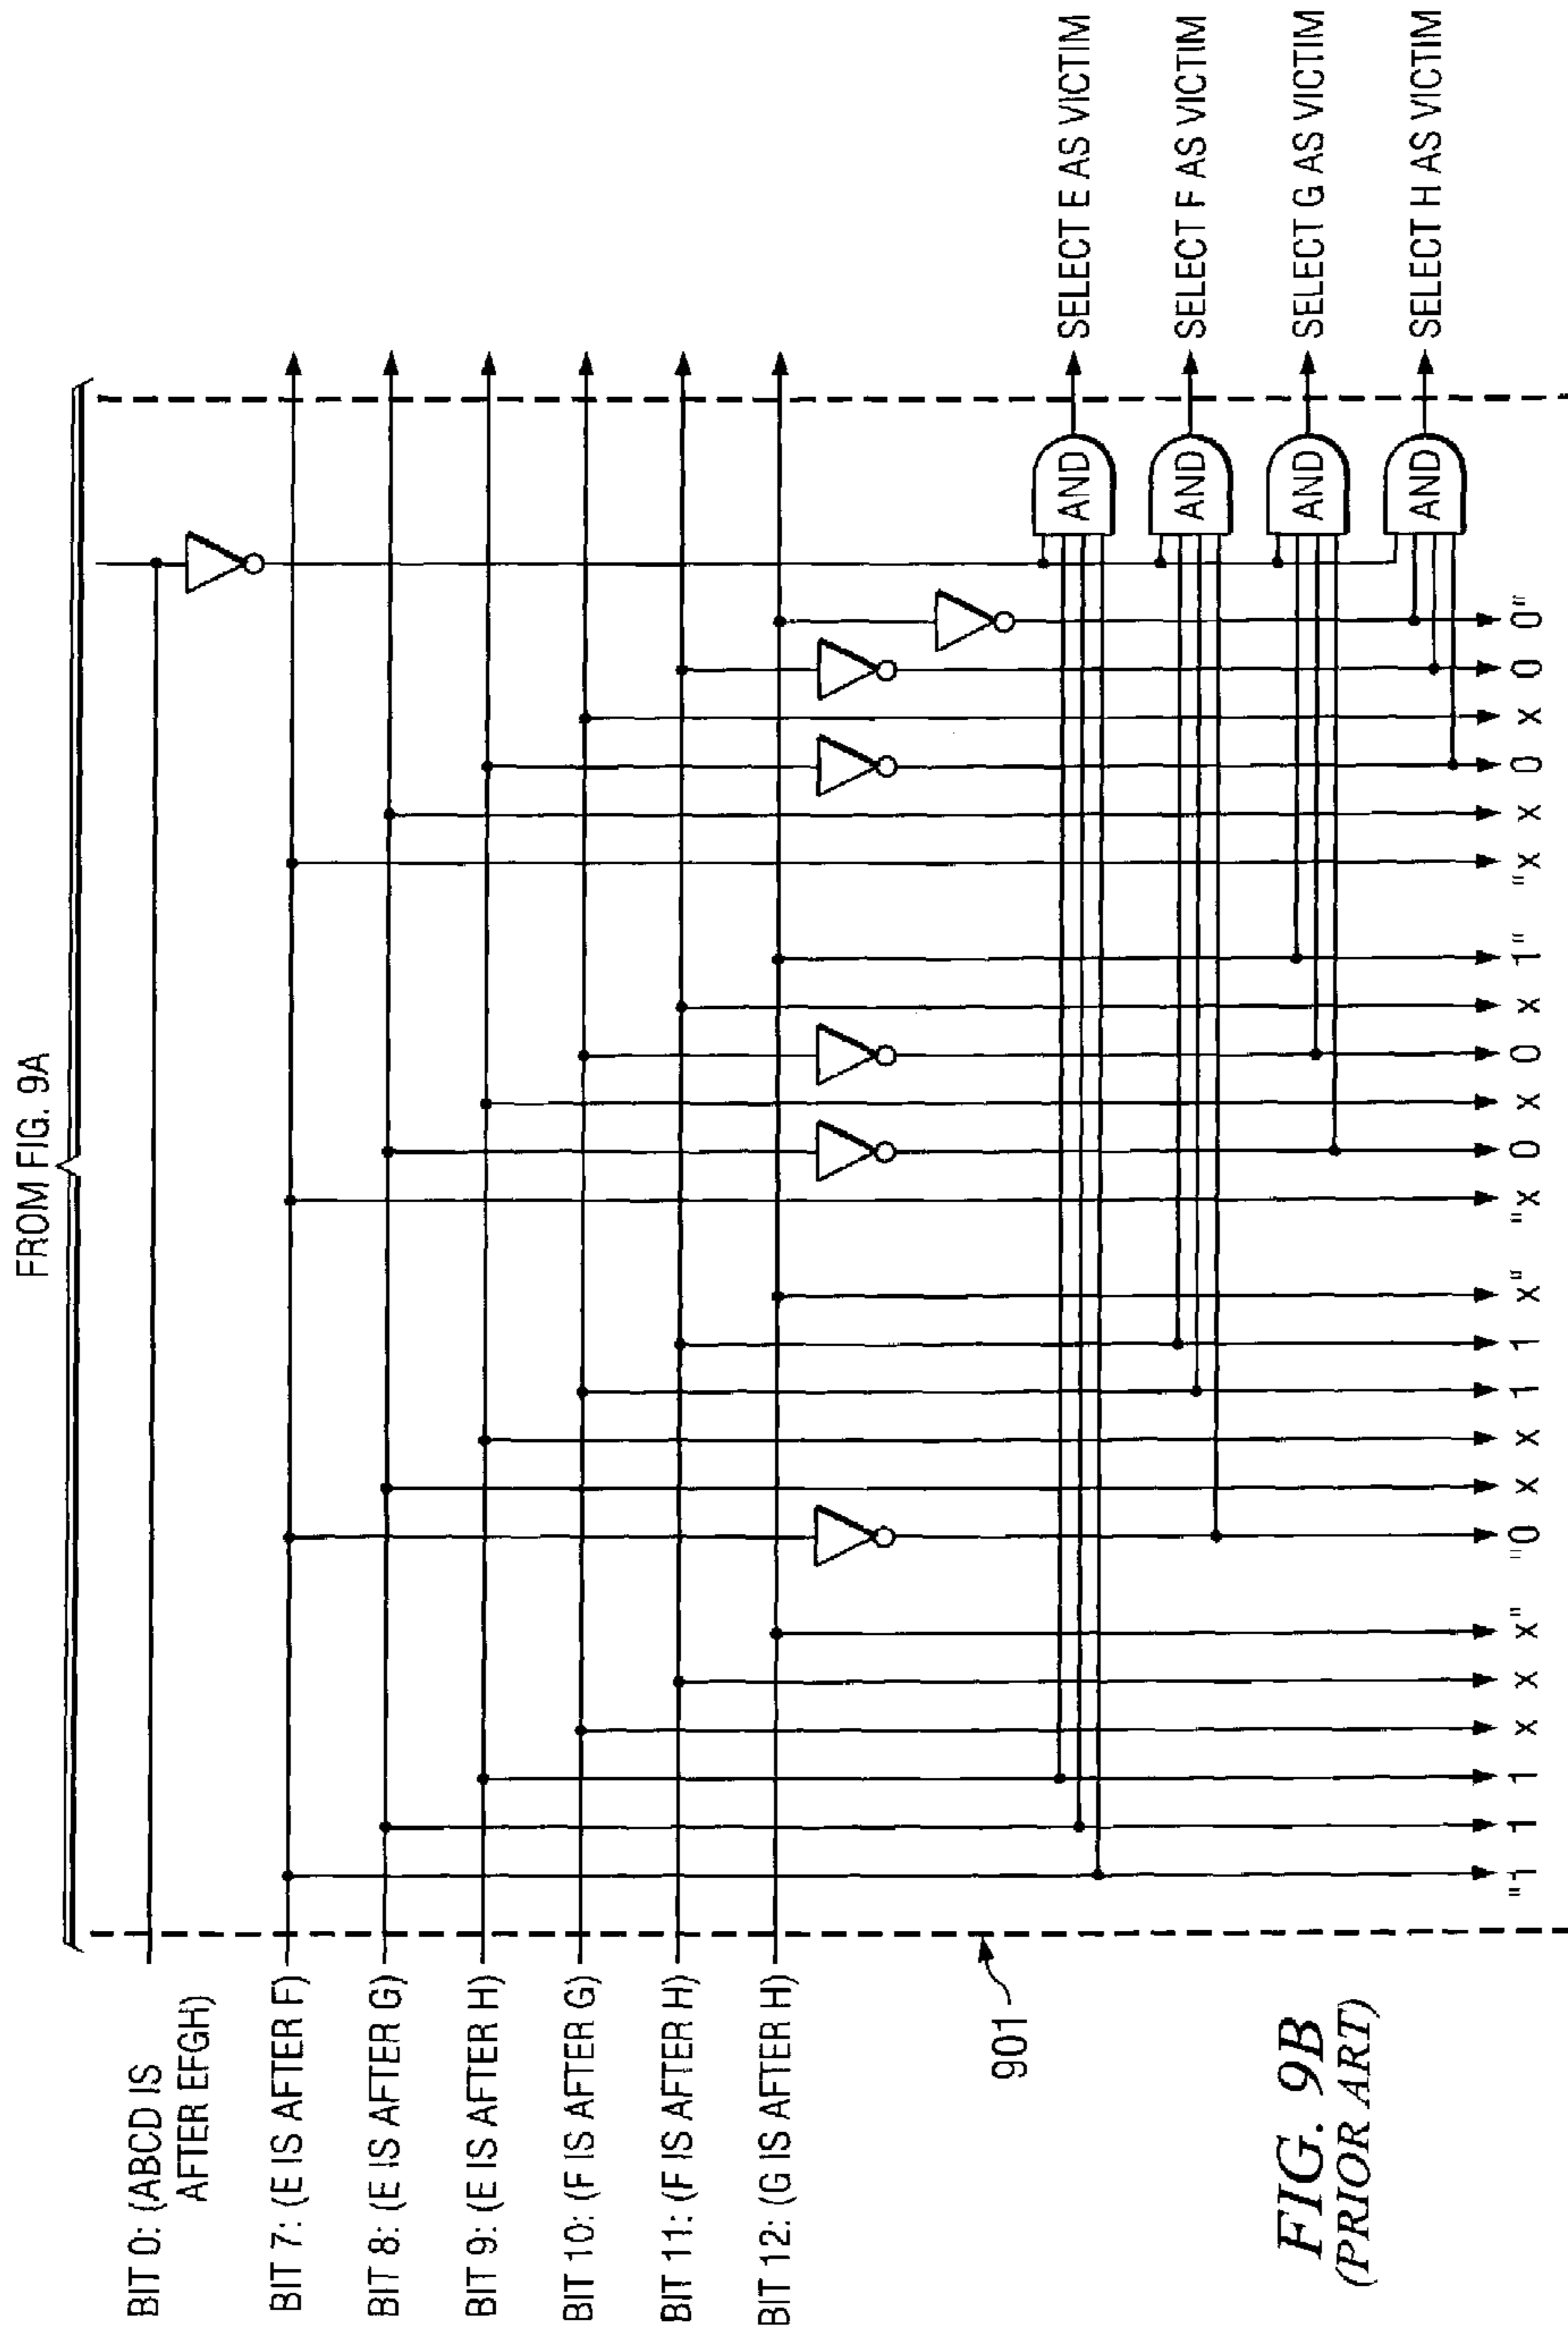 FROM FIG. 9A
BIT 0: (ABCD IS
AFTER EFGH)
BIT 7: (E IS AFTER F)
BIT 8: (E IS AFTER G)
BIT 9: (E IS AFTER H)
BIT 10: (F IS AFTER G)
BIT 11: (F IS AFTER H)
BIT 12: (G IS AFTER H)
901
AND
SELECT E AS VICTIM
AND
SELECT F AS VICTIM
AND
SELECT G AS VICTIM
AND
SELECT H AS VICTIM
"1 1 1 x x x" "0 x x 1 1 x" "x 0 x 0 x 1" "x x 0 x 0 0"
FIG. 9B
(PRIOR ART)